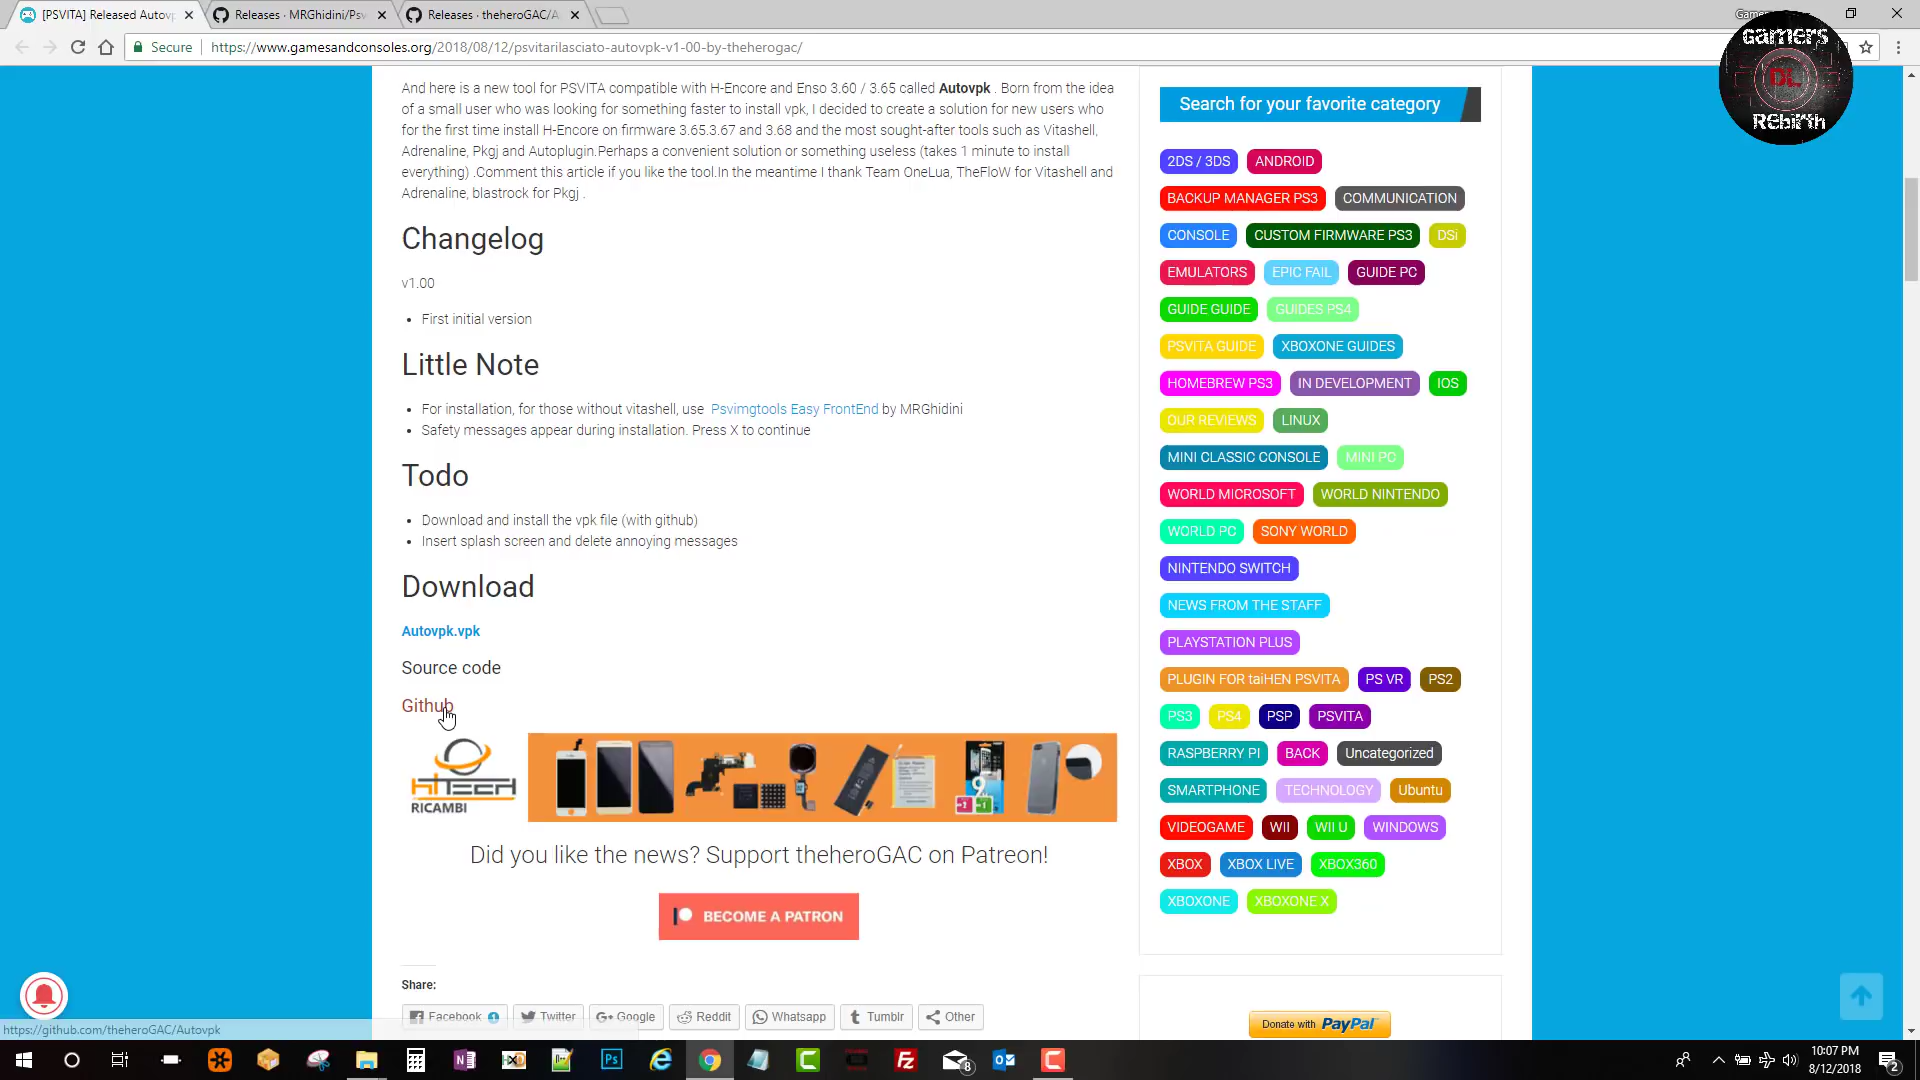 [PSVITA] Released Autovp
Releases · MRGhidini/Psv
Releases · theheroGAC/A
Secure
https://www.gamesandconsoles.org/2018/08/12/psvitarilasciato-autovpk-v1-00-by-theherogac/
GamersDL REbirth
And here is a new tool for PSVITA compatible with H-Encore and Enso 3.60 / 3.65 called Autovpk . Born from the idea
of a small user who was looking for something faster to install vpk, I decided to create a solution for new users who
for the first time install H-Encore on firmware 3.65.3.67 and 3.68 and the most sought-after tools such as Vitashell,
Adrenaline, Pkgj and Autoplugin.Perhaps a convenient solution or something useless (takes 1 minute to install
everything) .Comment this article if you like the tool.In the meantime I thank Team OneLua, TheFloW for Vitashell and
Adrenaline, blastrock for Pkgj .
Changelog
v1.00
• First initial version
Little Note
• For installation, for those without vitashell, use Psvimgtools Easy FrontEnd by MRGhidini
• Safety messages appear during installation. Press X to continue
Todo
• Download and install the vpk file (with github)
• Insert splash screen and delete annoying messages
Download
Autovpk.vpk
Source code
Github
HITECH
RICAMBI
Did you like the news? Support theheroGAC on Patreon!
BECOME A PATRON
Share:
Facebook 1 Twitter Google Reddit Whatsapp Tumblr Other
Search for your favorite category
2DS / 3DS ANDROID
BACKUP MANAGER PS3 COMMUNICATION
CONSOLE CUSTOM FIRMWARE PS3 DSi
EMULATORS EPIC FAIL GUIDE PC
GUIDE GUIDE GUIDES PS4
PSVITA GUIDE XBOXONE GUIDES
HOMEBREW PS3 IN DEVELOPMENT IOS
OUR REVIEWS LINUX
MINI CLASSIC CONSOLE MINI PC
WORLD MICROSOFT WORLD NINTENDO
WORLD PC SONY WORLD
NINTENDO SWITCH
NEWS FROM THE STAFF
PLAYSTATION PLUS
PLUGIN FOR taiHEN PSVITA PS VR PS2
PS3 PS4 PSP PSVITA
RASPBERRY PI BACK Uncategorized
SMARTPHONE TECHNOLOGY Ubuntu
VIDEOGAME WII WII U WINDOWS
XBOX XBOX LIVE XBOX360
XBOXONE XBOXONE X
Donate with PayPal
https://github.com/theheroGAC/Autovpk
10:07 PM
8/12/2018